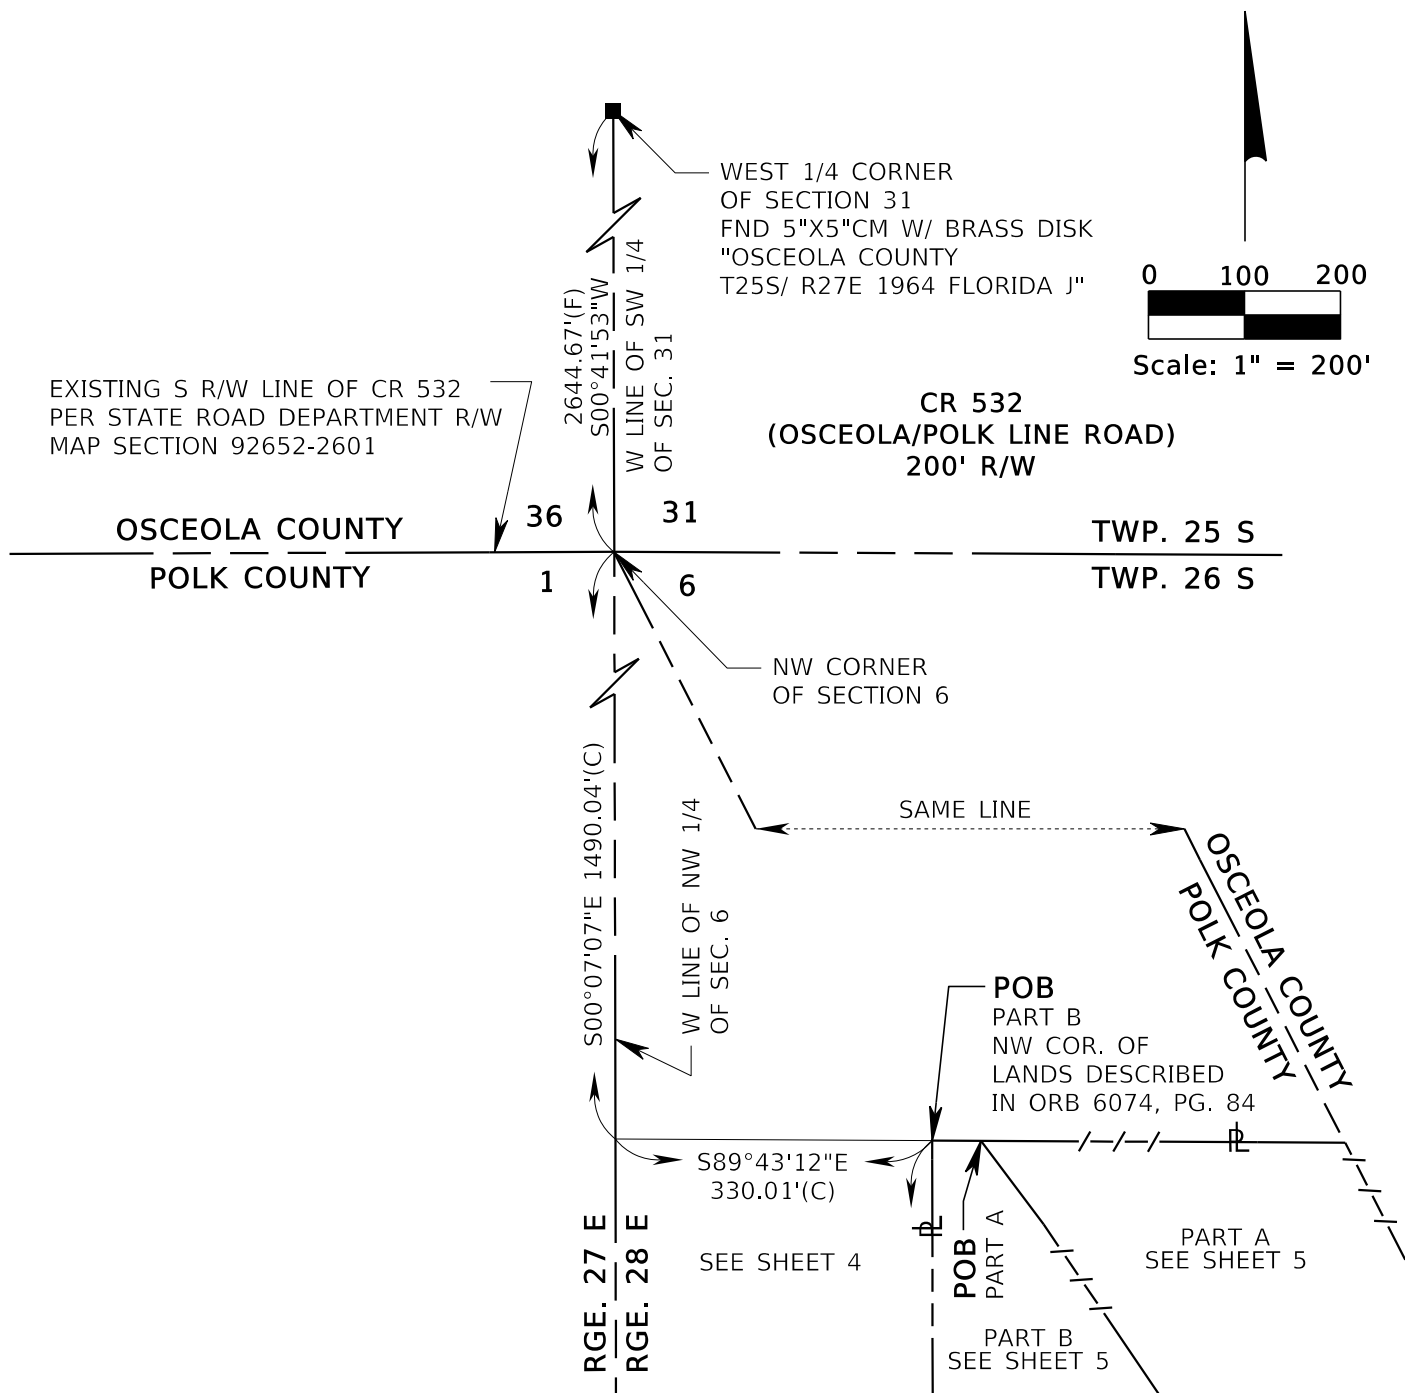 WEST 1/4 CORNER
OF SECTION 31
FND 5"X5"CM W/ BRASS DISK
"OSCEOLA COUNTY
T25S/ R27E 1964 FLORIDA J"
0 100 200
Scale: 1" = 200'
2644.67'(F)
S00°41'53"W
W LINE OF SW 1/4
OF SEC. 31
EXISTING S R/W LINE OF CR 532
PER STATE ROAD DEPARTMENT R/W
MAP SECTION 92652-2601
CR 532
(OSCEOLA/POLK LINE ROAD)
200' R/W
OSCEOLA COUNTY
36
31
TWP. 25 S
POLK COUNTY
1
6
TWP. 26 S
NW CORNER
OF SECTION 6
SAME LINE
S00°07'07"E 1490.04'(C)
W LINE OF NW 1/4
OF SEC. 6
OSCEOLA COUNTY
POLK COUNTY
POB
PART B
NW COR. OF
LANDS DESCRIBED
IN ORB 6074, PG. 84
PL
S89°43'12"E
330.01'(C)
PL
RGE. 27 E
RGE. 28 E
SEE SHEET 4
POB
PART A
PART A
SEE SHEET 5
PART B
SEE SHEET 5